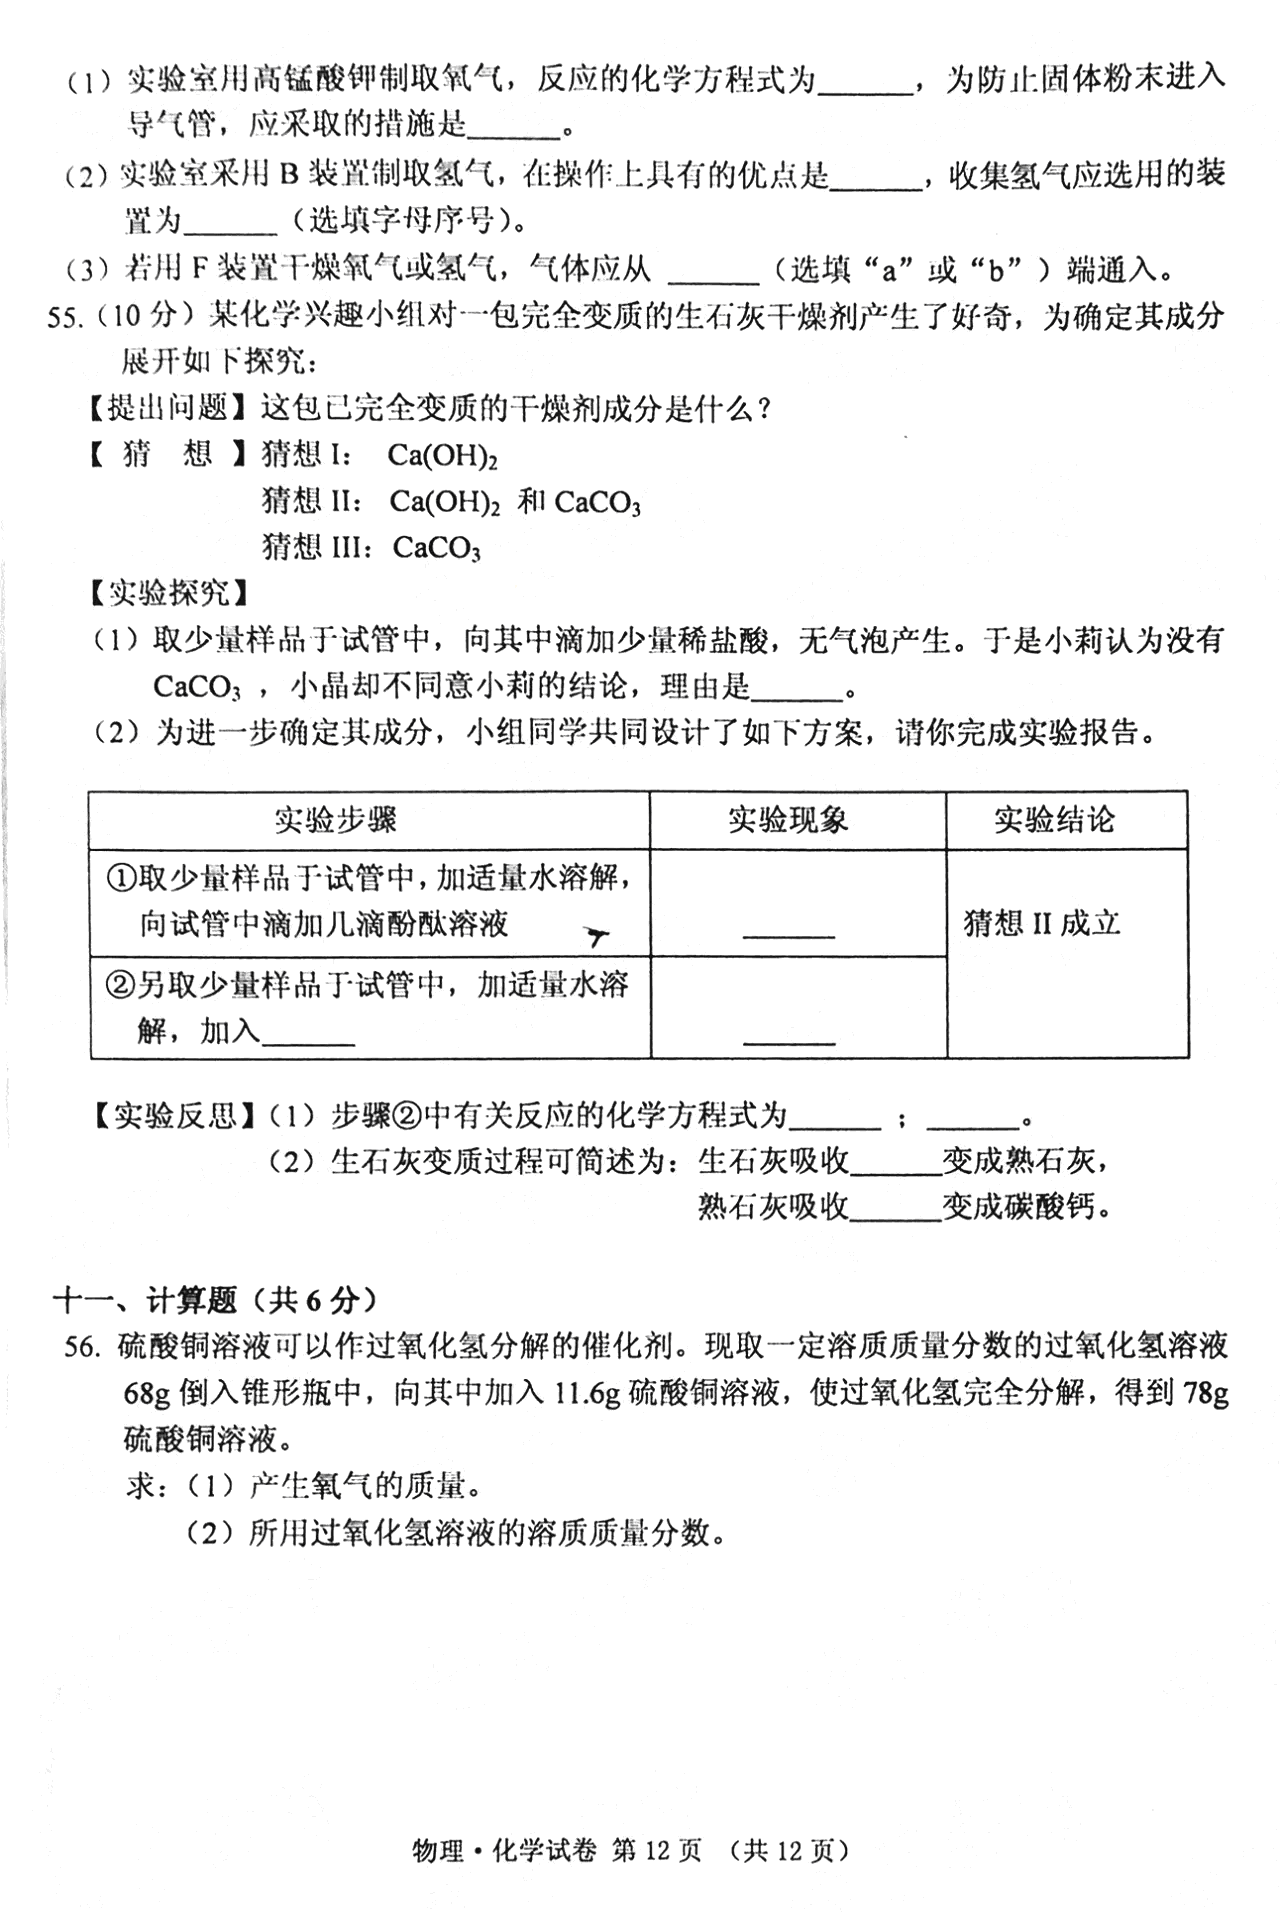 （1）实验室用高锰酸钾制取氧气，反应的化学方程式为______，为防止固体粉末进入
导气管，应采取的措施是______。
（2）实验室采用 B 装置制取氢气，在操作上具有的优点是______，收集氢气应选用的装
置为______（选填字母序号）。
（3）若用 F 装置干燥氧气或氢气，气体应从 ______（选填“a”或“b”）端通入。
55.（10 分）某化学兴趣小组对一包完全变质的生石灰干燥剂产生了好奇，为确定其成分
展开如下探究：
【提出问题】这包已完全变质的干燥剂成分是什么？
【 猜 想 】猜想 I： Ca(OH)₂
猜想 II： Ca(OH)₂ 和 CaCO₃
猜想 III：CaCO₃
【实验探究】
（1）取少量样品于试管中，向其中滴加少量稀盐酸，无气泡产生。于是小莉认为没有
CaCO₃ ，小晶却不同意小莉的结论，理由是______。
（2）为进一步确定其成分，小组同学共同设计了如下方案，请你完成实验报告。
实验步骤 实验现象 实验结论
①取少量样品于试管中，加适量水溶解，
向试管中滴加几滴酚酞溶液 ______ 猜想 II 成立
②另取少量样品于试管中，加适量水溶
解，加入______ ______
【实验反思】（1）步骤②中有关反应的化学方程式为______ ；______。
（2）生石灰变质过程可简述为：生石灰吸收______变成熟石灰，
熟石灰吸收______变成碳酸钙。
十一、计算题（共 6 分）
56. 硫酸铜溶液可以作过氧化氢分解的催化剂。现取一定溶质质量分数的过氧化氢溶液
68g 倒入锥形瓶中，向其中加入 11.6g 硫酸铜溶液，使过氧化氢完全分解，得到 78g
硫酸铜溶液。
求：（1）产生氧气的质量。
（2）所用过氧化氢溶液的溶质质量分数。
物理·化学试卷 第 12 页 （共 12 页）